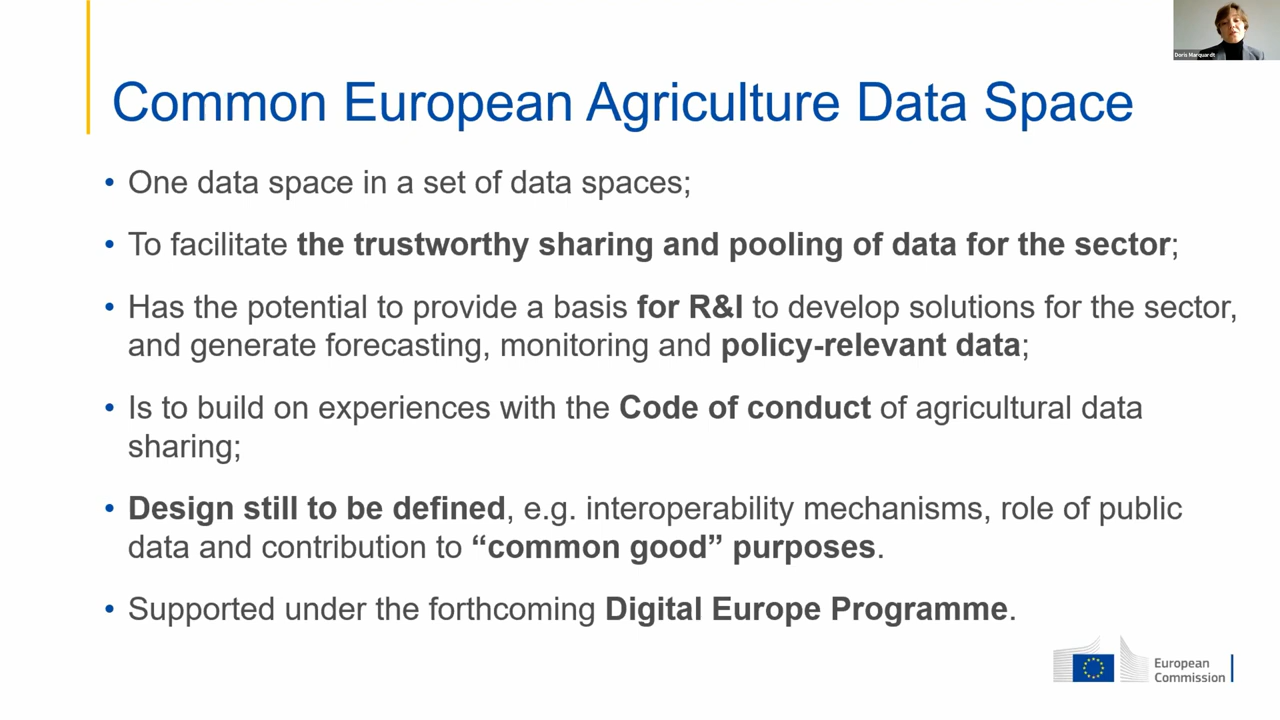 Doris Marquardt
Common European Agriculture Data Space
• One data space in a set of data spaces;
• To facilitate the trustworthy sharing and pooling of data for the sector;
• Has the potential to provide a basis for R&I to develop solutions for the sector,
and generate forecasting, monitoring and policy-relevant data;
• Is to build on experiences with the Code of conduct of agricultural data
sharing;
• Design still to be defined, e.g. interoperability mechanisms, role of public
data and contribution to “common good” purposes.
• Supported under the forthcoming Digital Europe Programme.
European
Commission